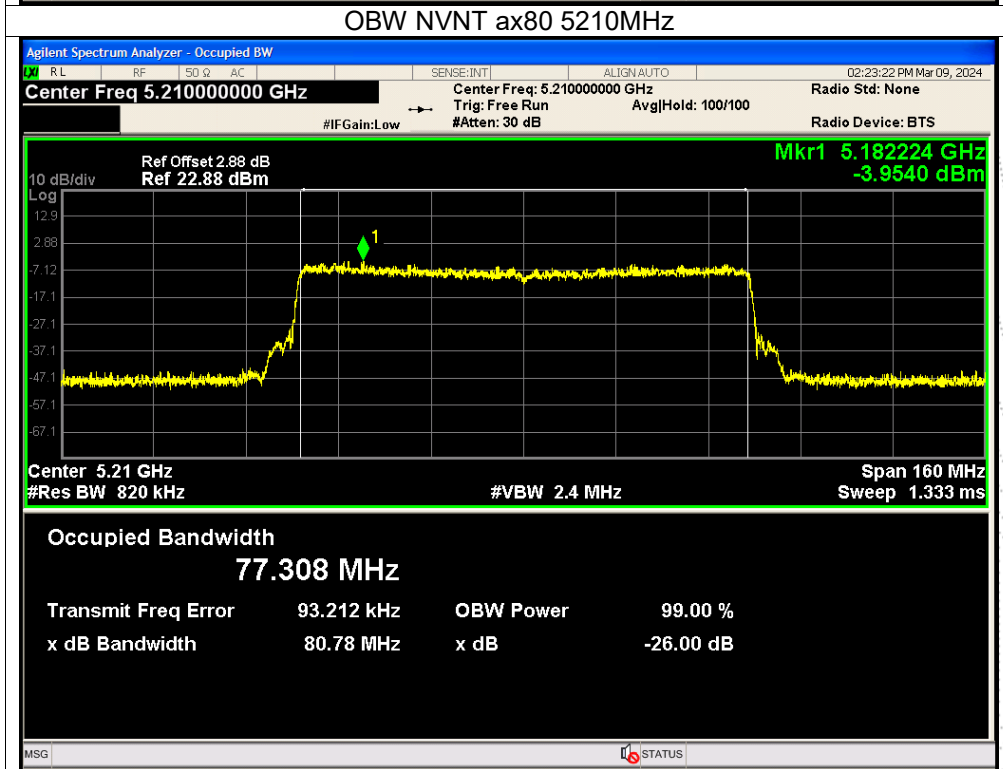 OBW NVNT ax80 5210MHz
Agilent Spectrum Analyzer - Occupied BW
LXI RL RF 50 Ω AC SENSE:INT ALIGN AUTO 02:23:22 PM Mar 09, 2024
Center Freq 5.210000000 GHz Center Freq: 5.210000000 GHz Radio Std: None
Trig: Free Run Avg|Hold: 100/100
#IFGain:Low #Atten: 30 dB Radio Device: BTS
Mkr1 5.182224 GHz
-3.9540 dBm
Ref Offset 2.88 dB
10 dB/div Ref 22.88 dBm
Log
12.9
2.88
1
-7.12
-17.1
-27.1
-37.1
-47.1
-57.1
-67.1
Center 5.21 GHz Span 160 MHz
#Res BW 820 kHz #VBW 2.4 MHz Sweep 1.333 ms
Occupied Bandwidth
77.308 MHz
Transmit Freq Error 93.212 kHz OBW Power 99.00 %
x dB Bandwidth 80.78 MHz x dB -26.00 dB
MSG STATUS